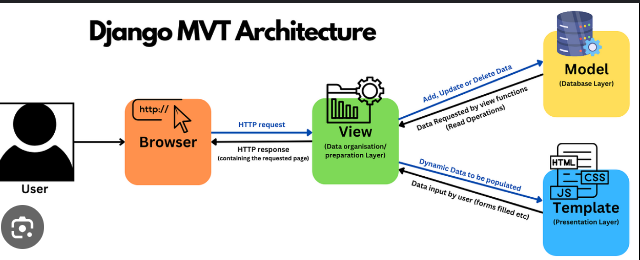 Django MVT Architecture
User
http://
Browser
HTTP request
HTTP response
(containing the requested page)
View
(Data organisation/
preparation Layer)
Add, Update or Delete Data
Data Requested by view functions
(Read Operations)
Model
(Database Layer)
Dynamic Data to be populated
Data input by user (forms filled etc)
HTML
CSS
JS
Template
(Presentation Layer)